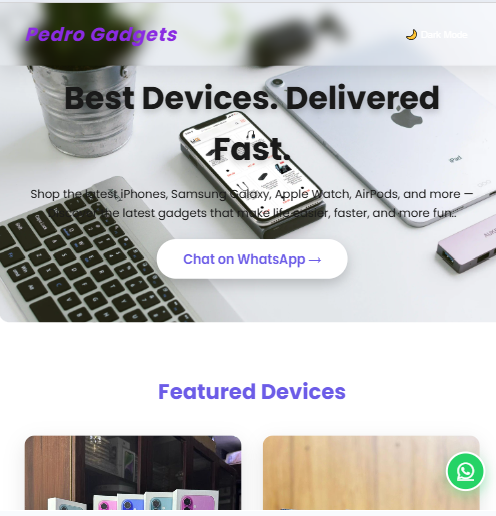 Pedro Gadgets
🌙 Dark Mode
Best Devices. Delivered
Fast.
Shop the latest iPhones, Samsung Galaxy, Apple Watch, AirPods, and more —
the latest gadgets that make life easier, faster, and more fun..
iPad
Chat on WhatsApp →
Featured Devices